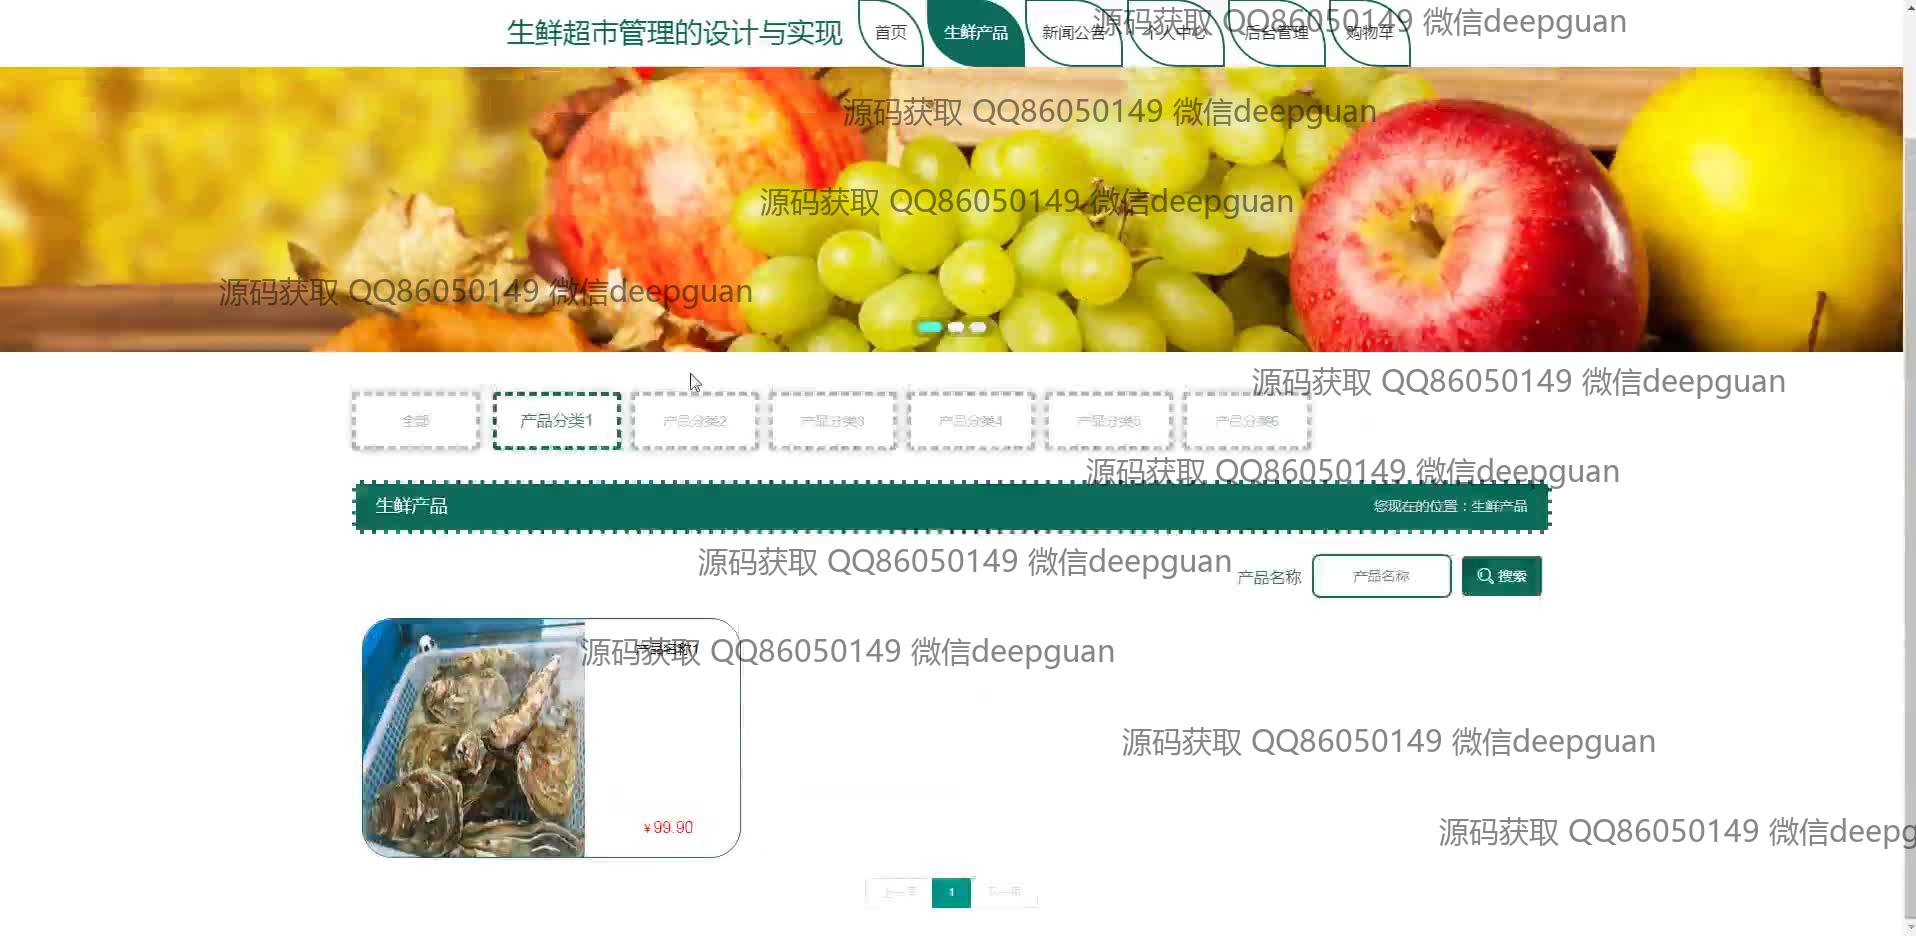 生鲜超市管理的设计与实现
首页
生鲜产品
新闻公告
个人中心
后台管理
购物车
源码获取 QQ86050149 微信deepguan
源码获取 QQ86050149 微信deepguan
源码获取 QQ86050149 微信deepguan
源码获取 QQ86050149 微信deepguan
源码获取 QQ86050149 微信deepguan
全部
产品分类1
产品分类2
产品分类3
产品分类4
产品分类5
产品分类6
源码获取 QQ86050149 微信deepguan
生鲜产品
您现在的位置：生鲜产品
源码获取 QQ86050149 微信deepguan
产品名称
产品名称
搜索
产品名称1
源码获取 QQ86050149 微信deepguan
源码获取 QQ86050149 微信deepguan
¥99.90
源码获取 QQ86050149 微信deepg
上一页
1
下一页